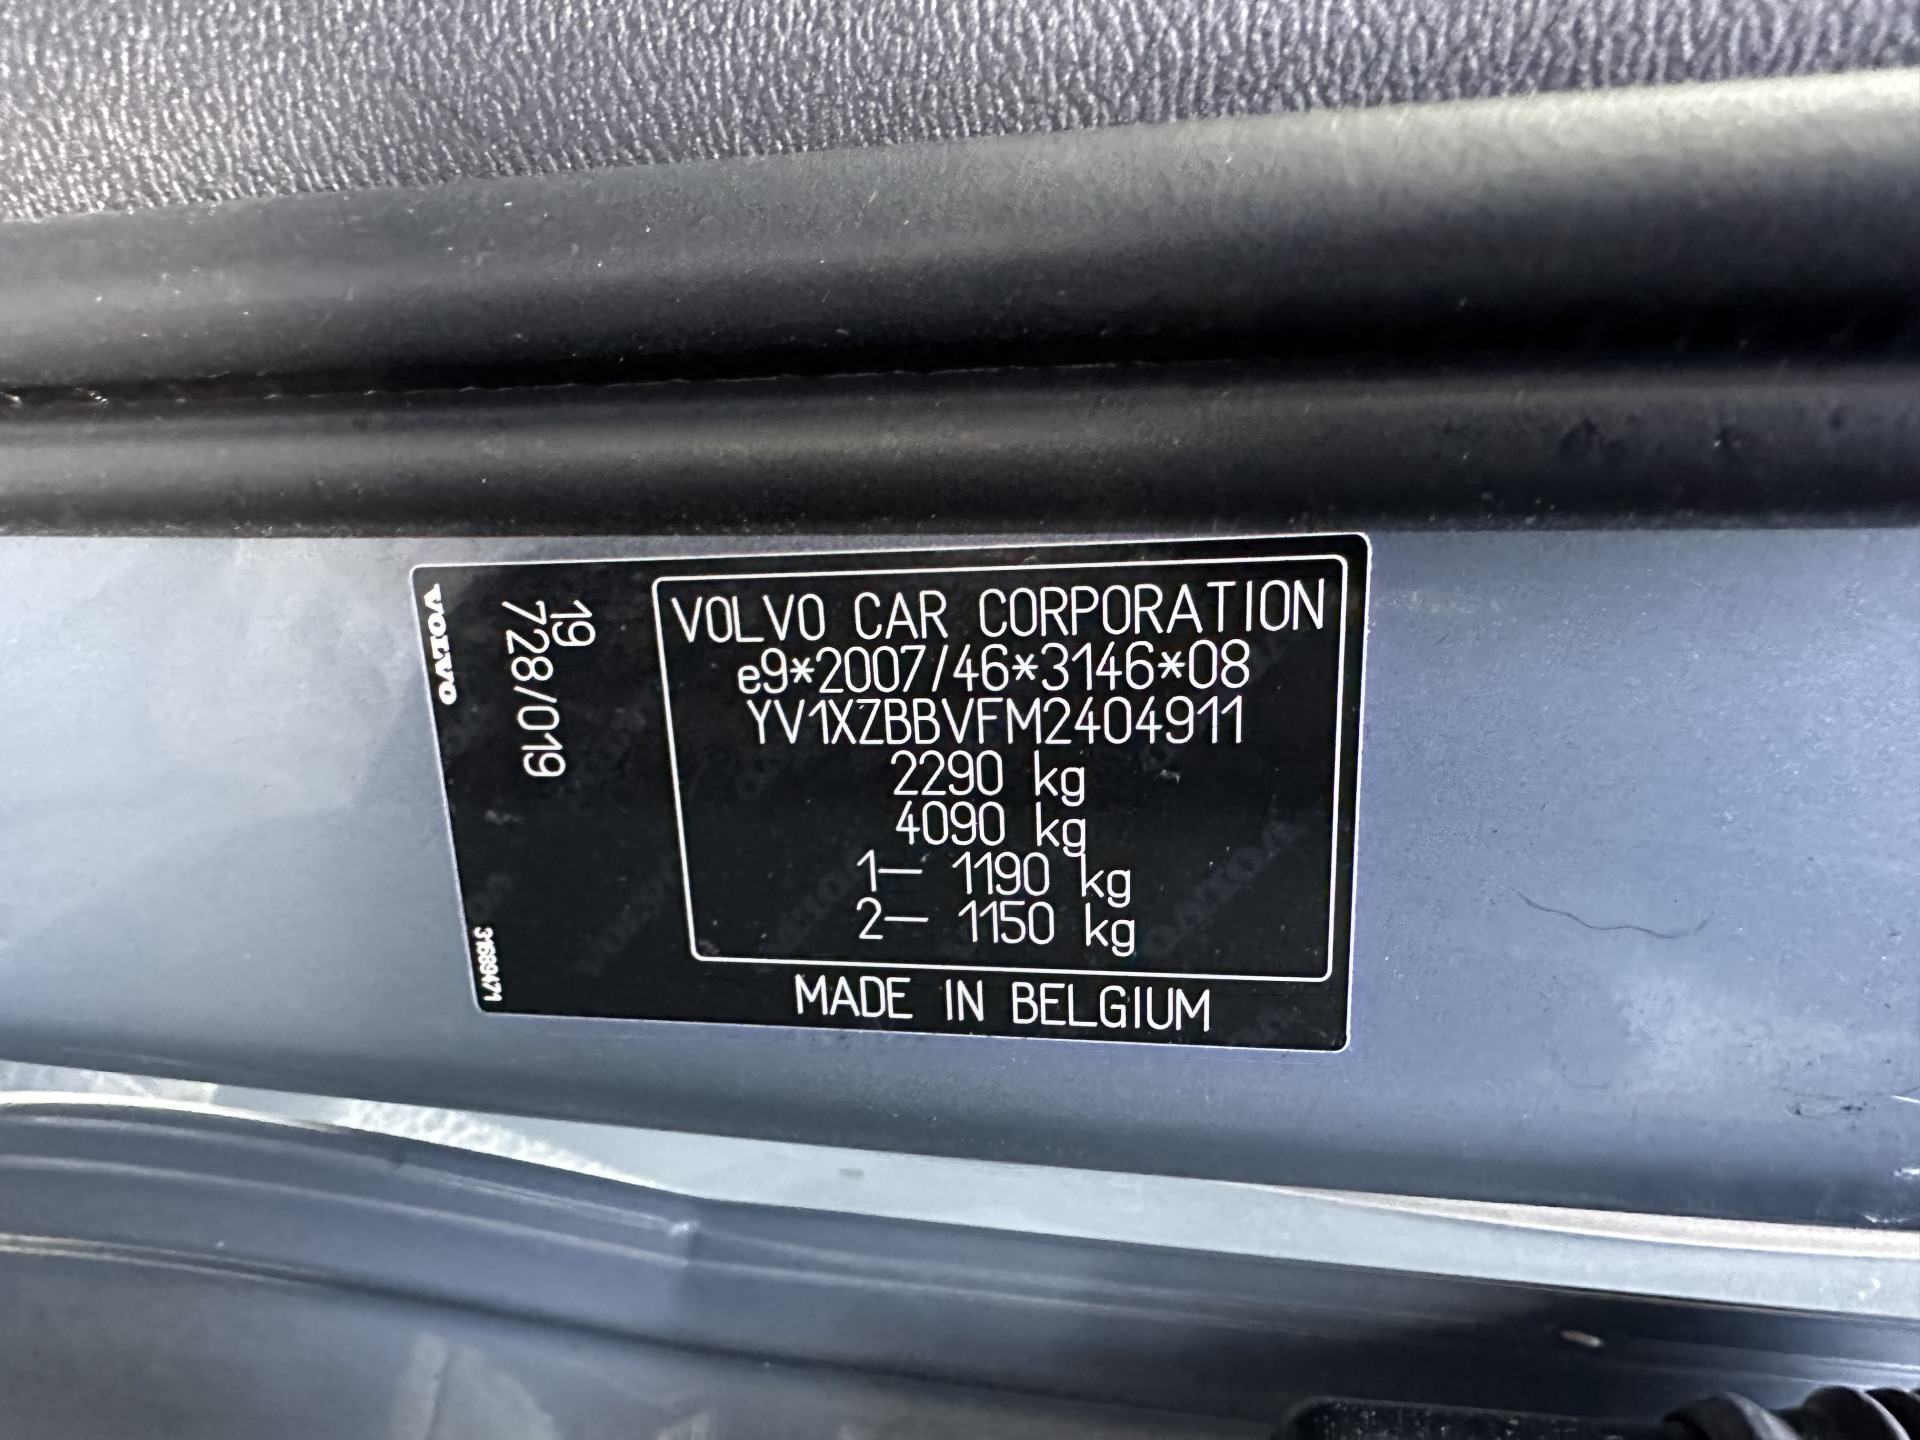 VOLVO CAR CORPORATION
e9*2007/46*3146*08
YV1XZBBVFM2404911
2290 kg
4090 kg
1— 1190 kg
2— 1150 kg
MADE IN BELGIUM
19
728/019
VOLVO
31689471